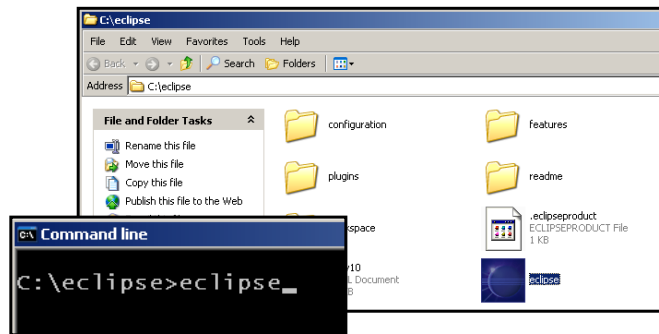 C:\eclipse
File Edit View Favorites Tools Help
Back Search Folders
Address C:\eclipse
File and Folder Tasks
Rename this file
Move this file
Copy this file
Publish this file to the Web
configuration
features
plugins
readme
.eclipseproduct
ECLIPSEPRODUCT File
1 KB
eclipse
Command line
C:\eclipse>eclipse_